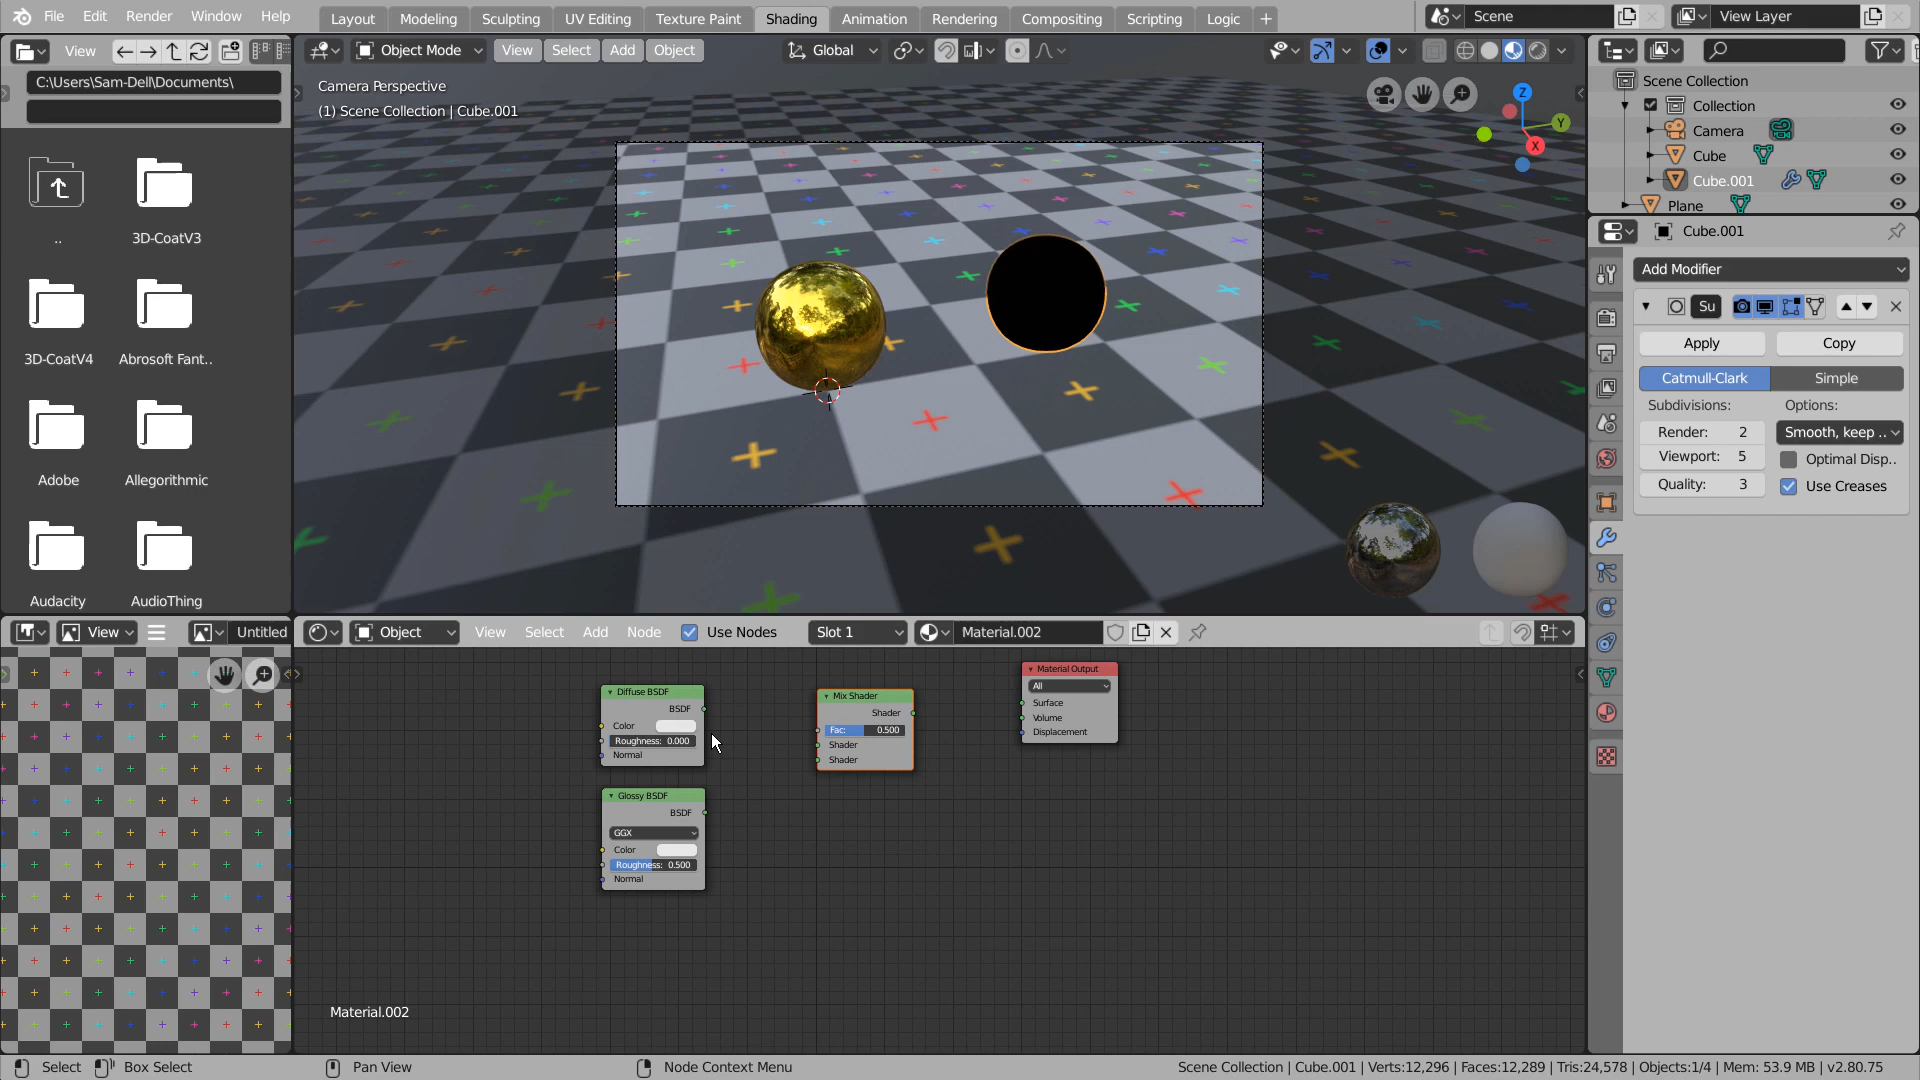 File Edit Render Window Help Layout Modeling Sculpting UV Editing Texture Paint Shading Animation Rendering Compositing Scripting Logic + Scene View Layer
View Object Mode View Select Add Object Global
C:\Users\Sam-Dell\Documents\
Camera Perspective
(1) Scene Collection | Cube.001
Z
Y
X
Scene Collection
Collection
Camera
Cube
Cube.001
Plane
Cube.001
Add Modifier
Su
Apply Copy
Catmull-Clark Simple
Subdivisions: Options:
Render: 2 Smooth, keep ..
Viewport: 5 Optimal Disp..
Quality: 3 Use Creases
.. 3D-CoatV3
3D-CoatV4 Abrosoft Fant..
Adobe Allegorithmic
Audacity AudioThing
View Untitled
Object View Select Add Node Use Nodes Slot 1 Material.002
Diffuse BSDF
BSDF
Color
Roughness: 0.000
Normal
Glossy BSDF
BSDF
GGX
Color
Roughness: 0.500
Normal
Mix Shader
Shader
Fac: 0.500
Shader
Shader
Material Output
All
Surface
Volume
Displacement
Material.002
Select Box Select Pan View Node Context Menu Scene Collection | Cube.001 | Verts:12,296 | Faces:12,289 | Tris:24,578 | Objects:1/4 | Mem: 53.9 MB | v2.80.75